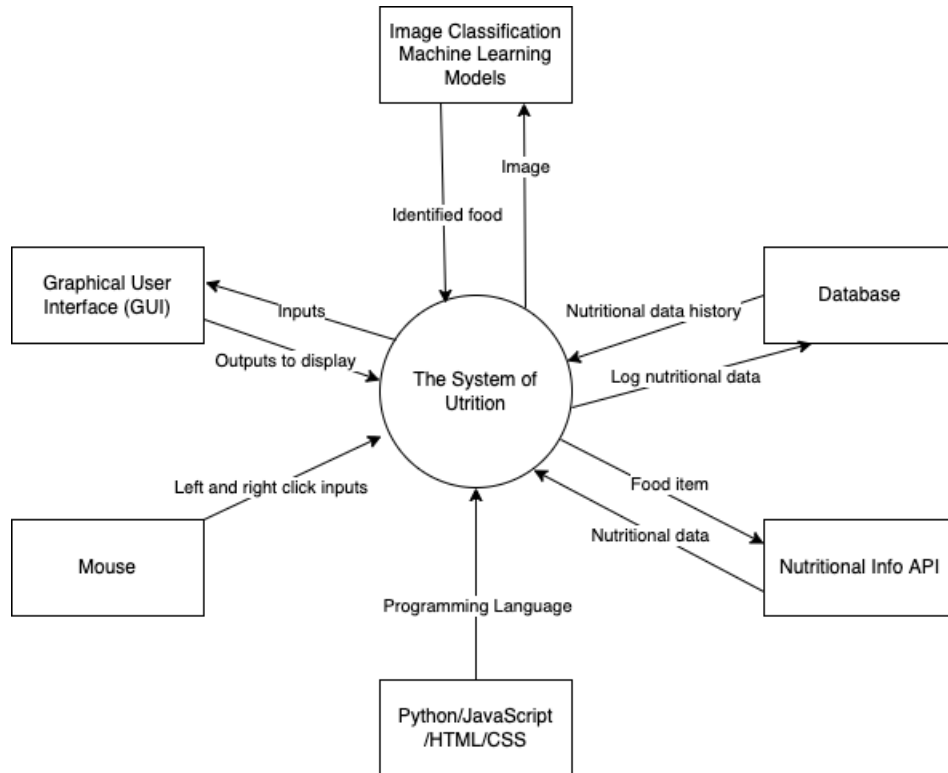 Image Classification
Machine Learning
Models
Image
Identified food
Graphical User
Interface (GUI)
Inputs
Outputs to display
Nutritional data history
Database
Log nutritional data
The System of
Utrition
Left and right click inputs
Food item
Nutritional data
Mouse
Nutritional Info API
Programming Language
Python/JavaScript
/HTML/CSS